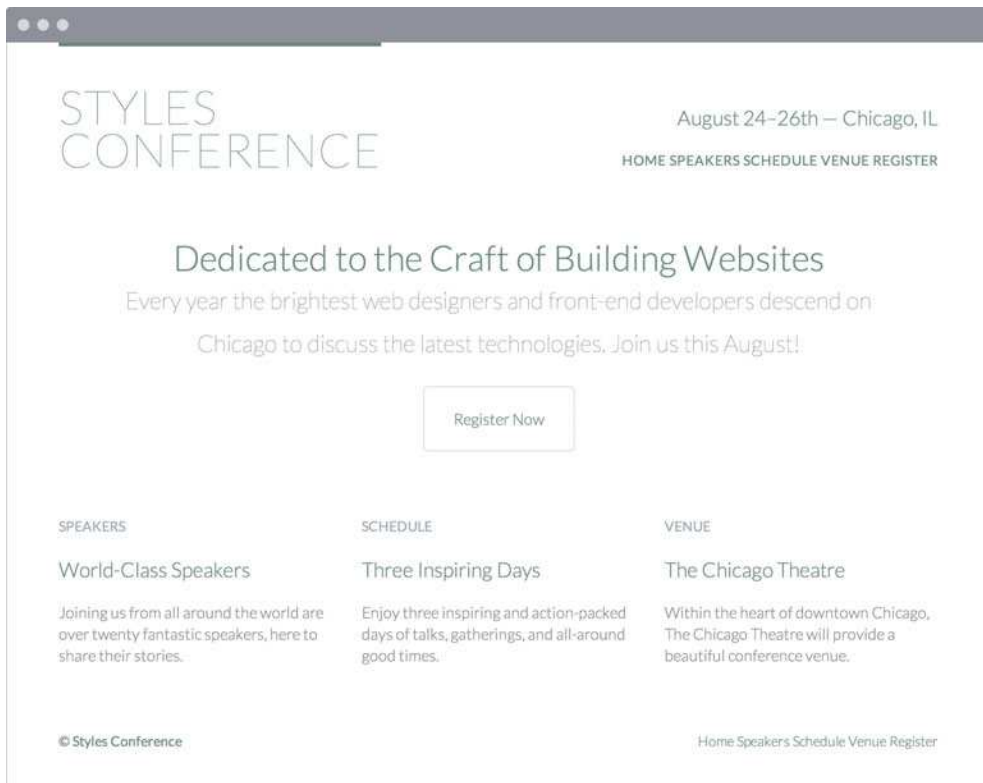 STYLES
CONFERENCE
August 24–26th — Chicago, IL
HOME SPEAKERS SCHEDULE VENUE REGISTER
Dedicated to the Craft of Building Websites
Every year the brightest web designers and front-end developers descend on
Chicago to discuss the latest technologies. Join us this August!
Register Now
SPEAKERS
World-Class Speakers
Joining us from all around the world are
over twenty fantastic speakers, here to
share their stories.
SCHEDULE
Three Inspiring Days
Enjoy three inspiring and action-packed
days of talks, gatherings, and all-around
good times.
VENUE
The Chicago Theatre
Within the heart of downtown Chicago,
The Chicago Theatre will provide a
beautiful conference venue.
© Styles Conference
Home Speakers Schedule Venue Register